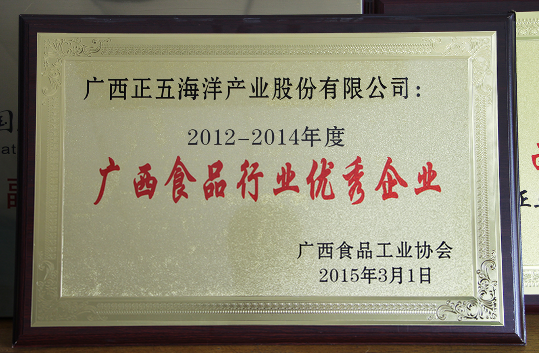 广西正五海洋产业股份有限公司：
2012-2014年度
广西食品行业优秀企业
广西食品工业协会
2015年3月1日